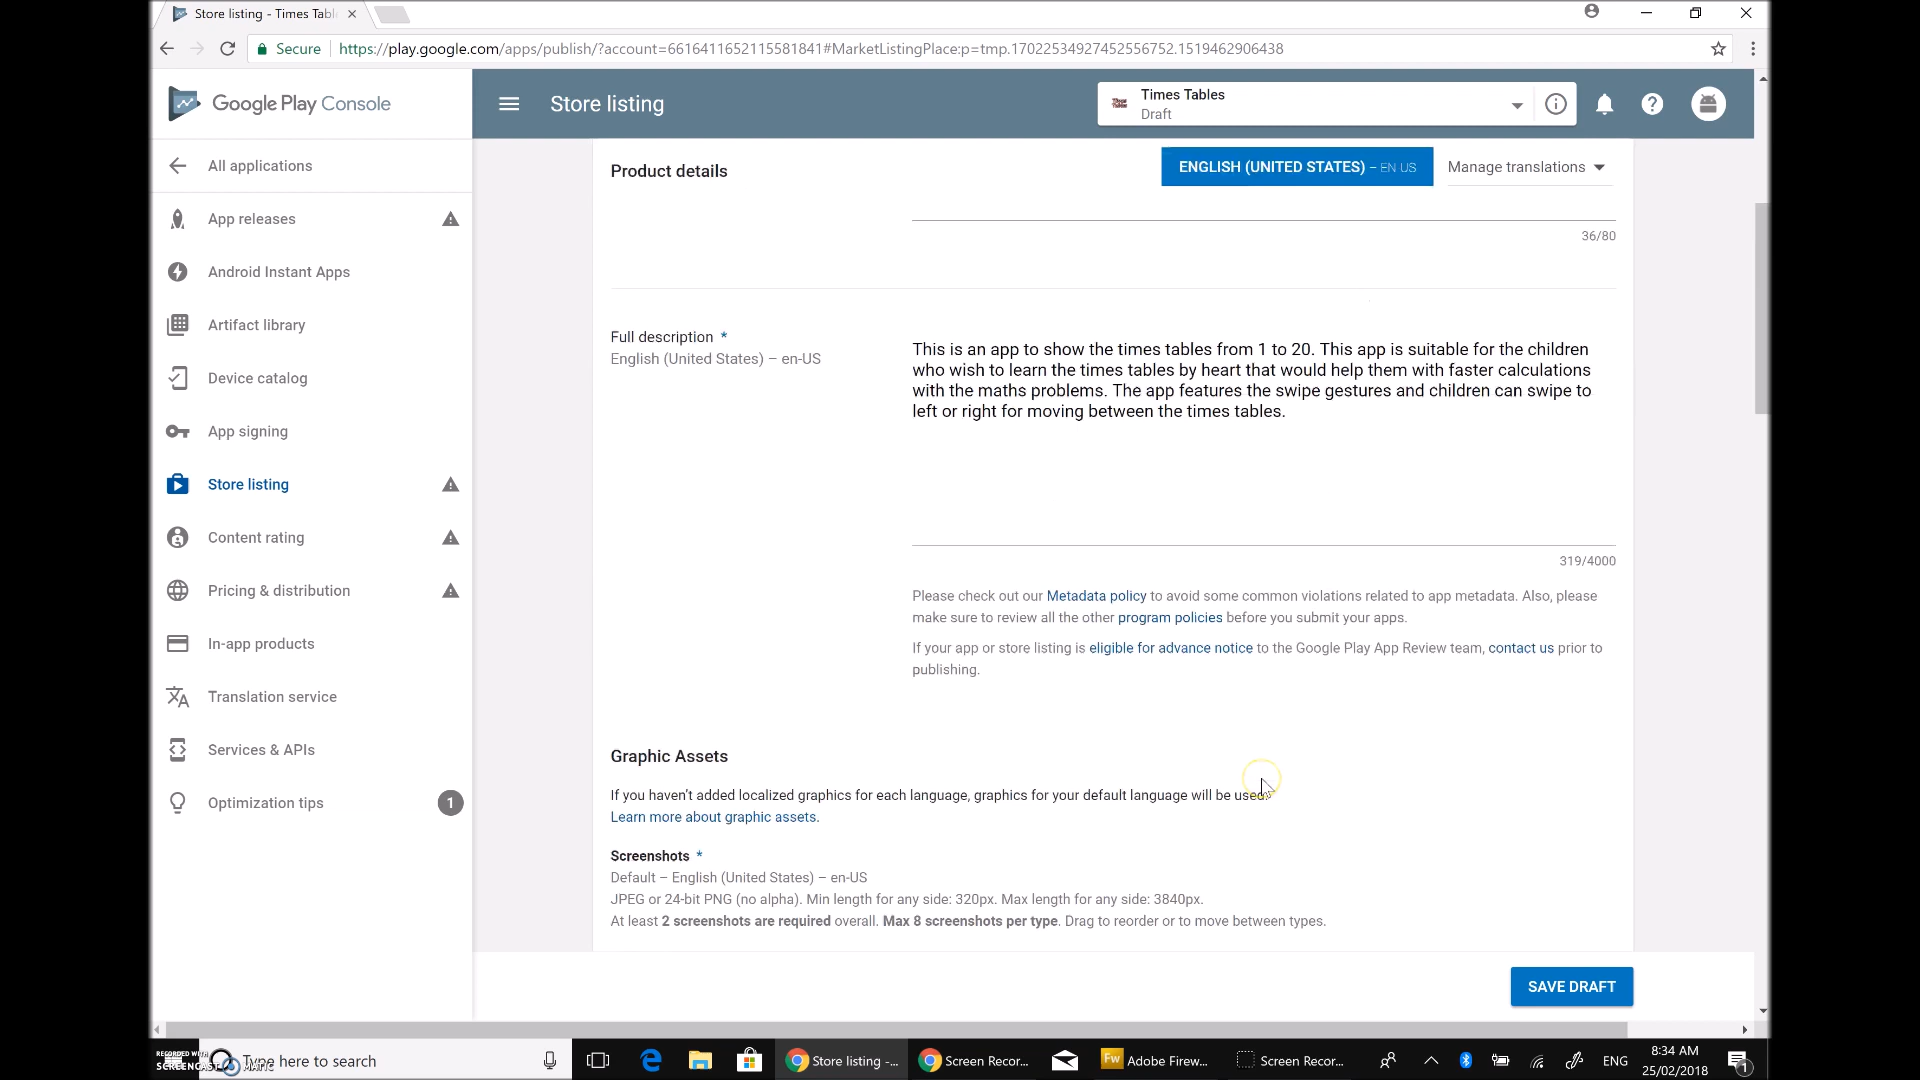 Store listing - Times Tabl
Secure
https://play.google.com/apps/publish/?account=6616411652115581841#MarketListingPlace:p=tmp.17022534927452556752.1519462906438
Google Play Console
Store listing
Times Tables
Draft
All applications
App releases
Android Instant Apps
Artifact library
Device catalog
App signing
Store listing
Content rating
Pricing & distribution
In-app products
Translation service
Services & APIs
Optimization tips
1
Product details
ENGLISH (UNITED STATES) – EN US
Manage translations
36/80
Full description *
English (United States) – en-US
This is an app to show the times tables from 1 to 20. This app is suitable for the children
who wish to learn the times tables by heart that would help them with faster calculations
with the maths problems. The app features the swipe gestures and children can swipe to
left or right for moving between the times tables.
319/4000
Please check out our Metadata policy to avoid some common violations related to app metadata. Also, please
make sure to review all the other program policies before you submit your apps.
If your app or store listing is eligible for advance notice to the Google Play App Review team, contact us prior to
publishing.
Graphic Assets
If you haven't added localized graphics for each language, graphics for your default language will be used.
Learn more about graphic assets.
Screenshots *
Default – English (United States) – en-US
JPEG or 24-bit PNG (no alpha). Min length for any side: 320px. Max length for any side: 3840px.
At least 2 screenshots are required overall. Max 8 screenshots per type. Drag to reorder or to move between types.
SAVE DRAFT
RECORDED WITH
Type here to search
Store listing -...
Screen Recor...
Fw
Adobe Firew...
Screen Recor...
ENG
8:34 AM
25/02/2018
1